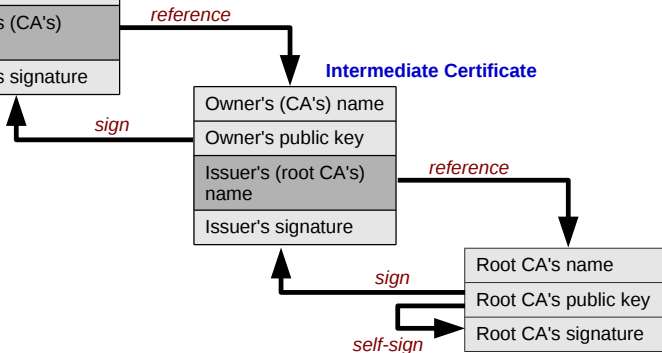 s (CA's)
s signature
reference
sign
Intermediate Certificate
Owner's (CA's) name
Owner's public key
Issuer's (root CA's)
name
Issuer's signature
reference
sign
Root CA's name
Root CA's public key
Root CA's signature
self-sign